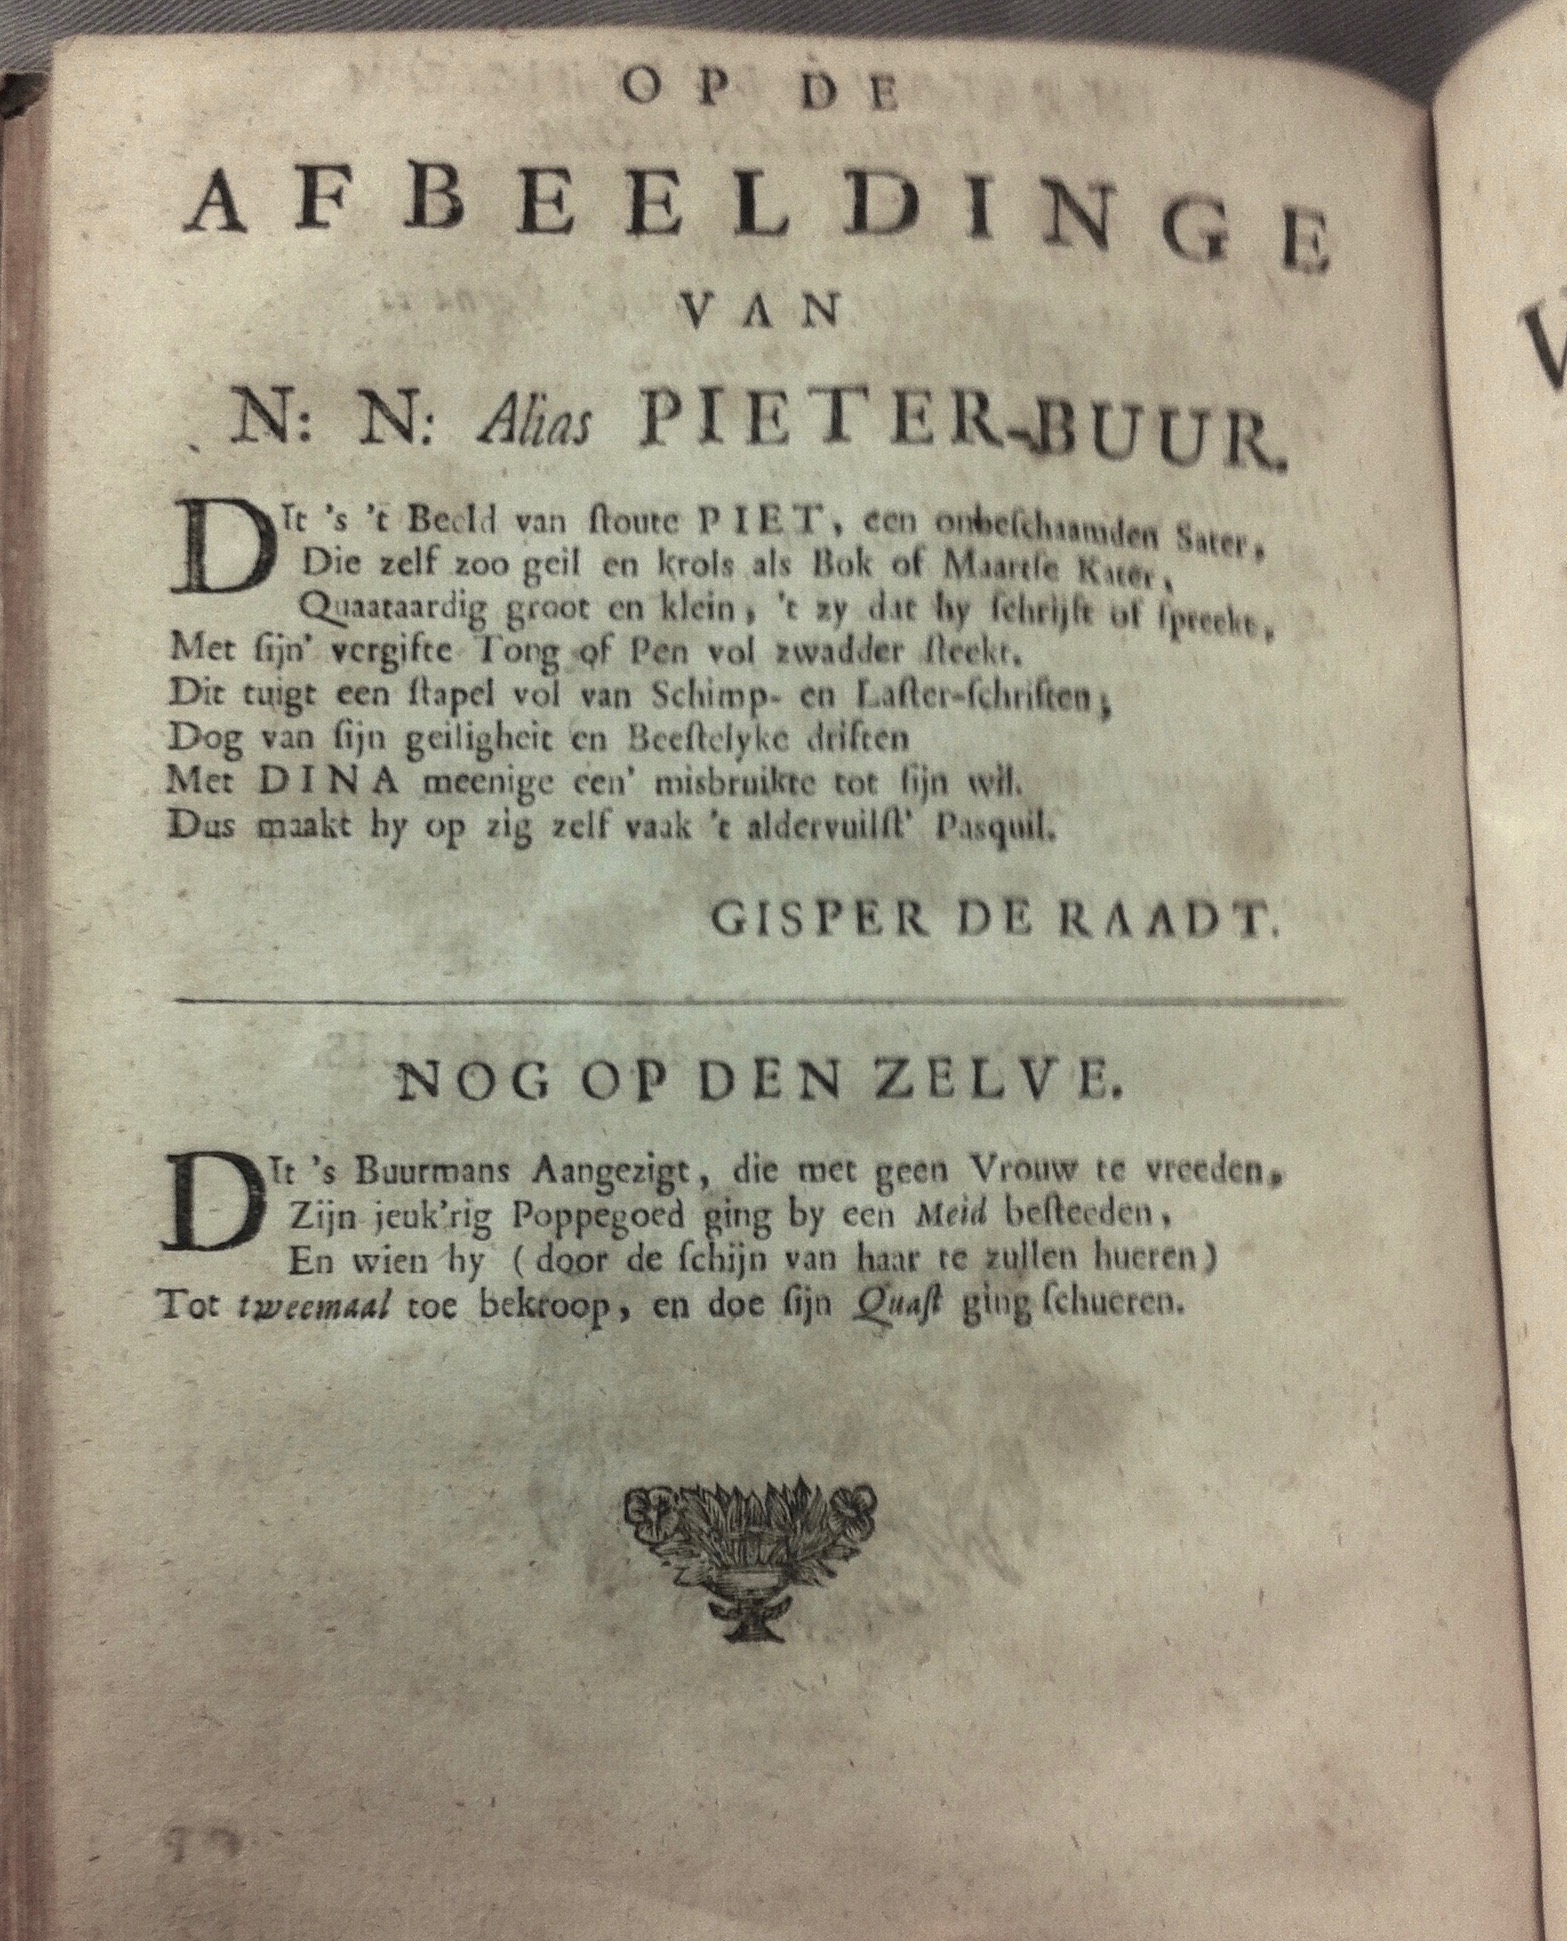 OP DE
AFBEELDINGE
VAN
N: N: Alias PIETER-BUUR.
DIt 's 't Beeld van ſtoute PIET, een onbeſchaamden Sater,
Die zelf zoo geil en krols als Bok of Maartſe Kater,
Quaataardig groot en klein, 't zy dat hy ſchrijft of ſpreekt,
Met ſijn' vergifte Tong of Pen vol zwadder ſteekt.
Dit tuigt een ſtapel vol van Schimp- en Laſter-ſchriften;
Dog van ſijn geiligheit en Beeſtelyke driften
Met DINA meenige een' misbruikte tot ſijn wil.
Dus maakt hy op zig zelf vaak 't aldervuilſt' Pasquil.
GISPER DE RAADT.
NOG OP DEN ZELVE.
DIt 's Buurmans Aangezigt, die met geen Vrouw te vreeden,
Zijn jeuk'rig Poppegoed ging by een Meid beſteeden,
En wien hy (door de ſchijn van haar te zullen hueren)
Tot tweemaal toe bekroop, en doe ſijn Quaſt ging ſchueren.